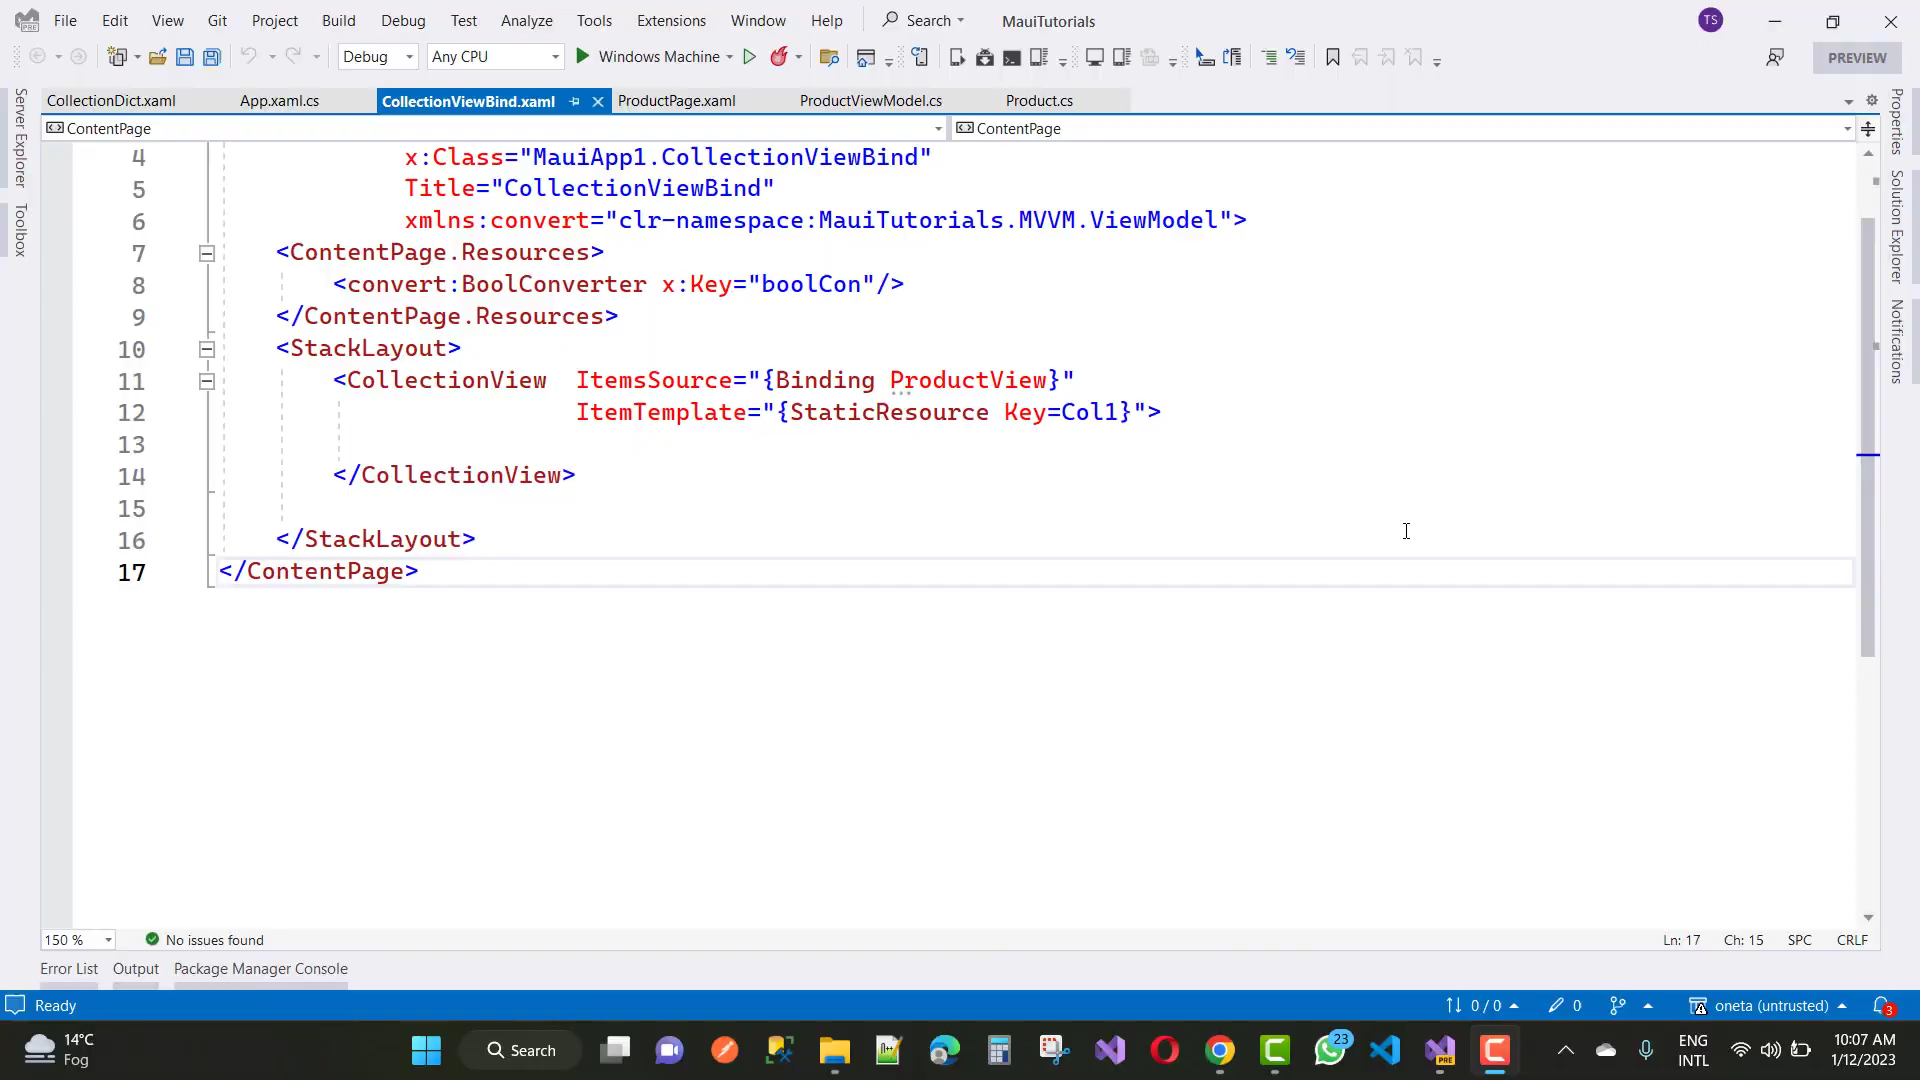 File Edit View Git Project Build Debug Test Analyze Tools Extensions Window Help Search MauiTutorials TS
Debug Any CPU Windows Machine PREVIEW
CollectionDict.xaml App.xaml.cs CollectionViewBind.xaml ProductPage.xaml ProductViewModel.cs Product.cs
ContentPage ContentPage
Server Explorer
Toolbox
Properties
Solution Explorer
Notifications
4 x:Class="MauiApp1.CollectionViewBind"
5 Title="CollectionViewBind"
6 xmlns:convert="clr-namespace:MauiTutorials.MVVM.ViewModel">
7 <ContentPage.Resources>
8 <convert:BoolConverter x:Key="boolCon"/>
9 </ContentPage.Resources>
10 <StackLayout>
11 <CollectionView ItemsSource="{Binding ProductView}"
12 ItemTemplate="{StaticResource Key=Col1}">
13
14 </CollectionView>
15
16 </StackLayout>
17 </ContentPage>
150 % No issues found Ln: 17 Ch: 15 SPC CRLF
Error List Output Package Manager Console
Ready 0 / 0 0 oneta (untrusted) 3
14°C
Fog
Search
PRE
23
ENG
INTL
10:07 AM
1/12/2023